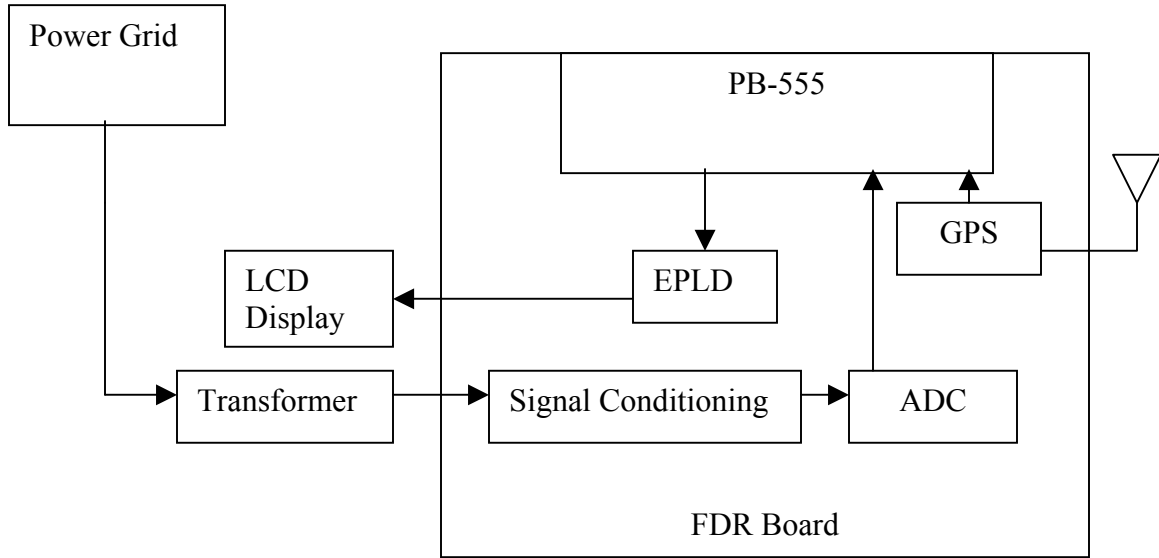 Power Grid
PB-555
GPS
LCD
Display
EPLD
Transformer
Signal Conditioning
ADC
FDR Board